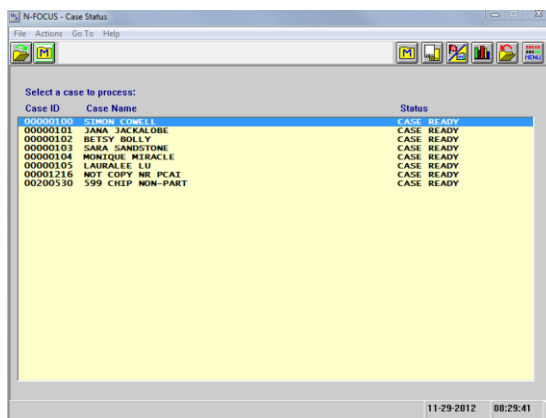 N-FOCUS - Case Status
File Actions Go To Help
M M MENU
Select a case to process:
Case ID Case Name Status
00000100 SIMON COWELL CASE READY
00000101 JANA JACKALOBE CASE READY
00000102 BETSY BOLLY CASE READY
00000103 SARA SANDSTONE CASE READY
00000104 MONIQUE MIRACLE CASE READY
00000105 LAURALEE LU CASE READY
00001216 NOT COPY NR PCAI CASE READY
00200530 599 CHIP NON-PART CASE READY
11-29-2012 08:29:41